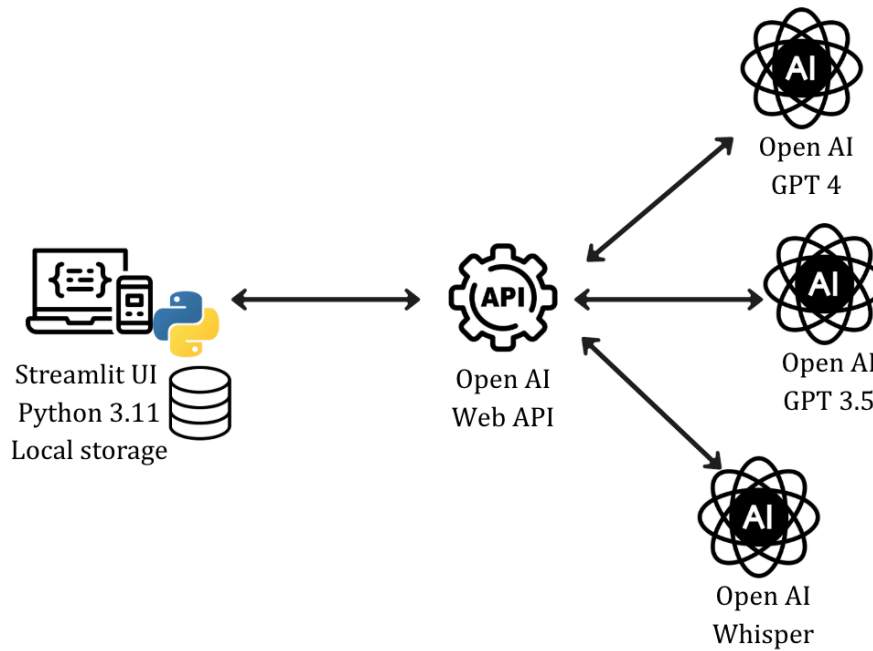 AI
Open AI
GPT 4
API
AI
Open AI
GPT 3.5
Streamlit UI
Python 3.11
Local storage
Open AI
Web API
AI
Open AI
Whisper